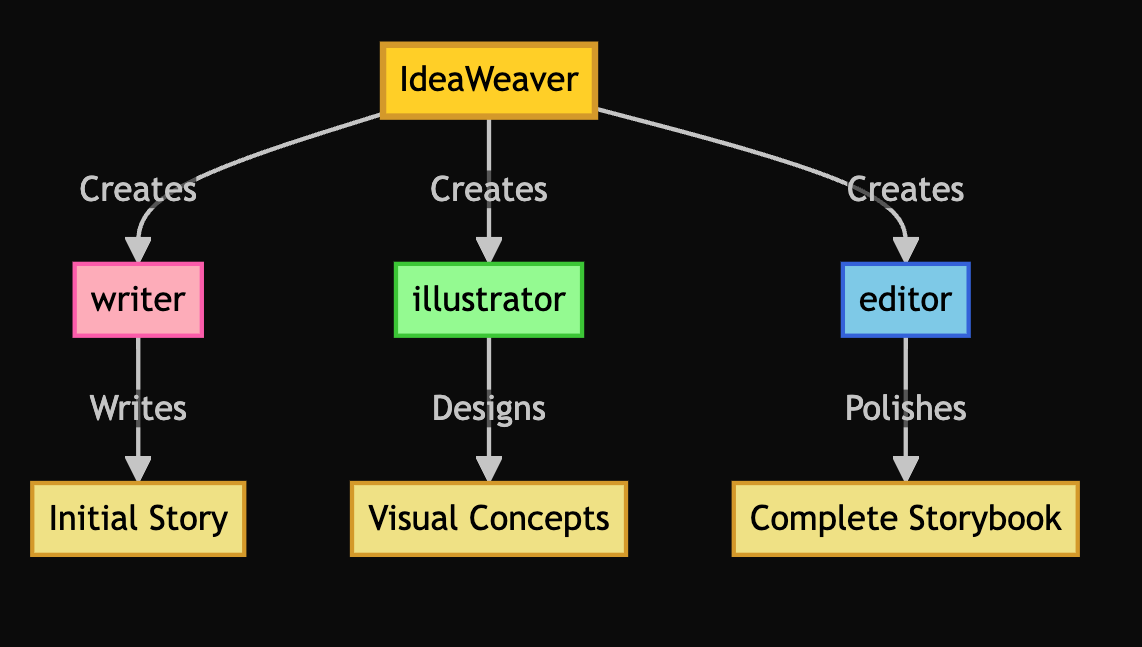 IdeaWeaver
Creates
Creates
Creates
writer
illustrator
editor
Writes
Designs
Polishes
Initial Story
Visual Concepts
Complete Storybook